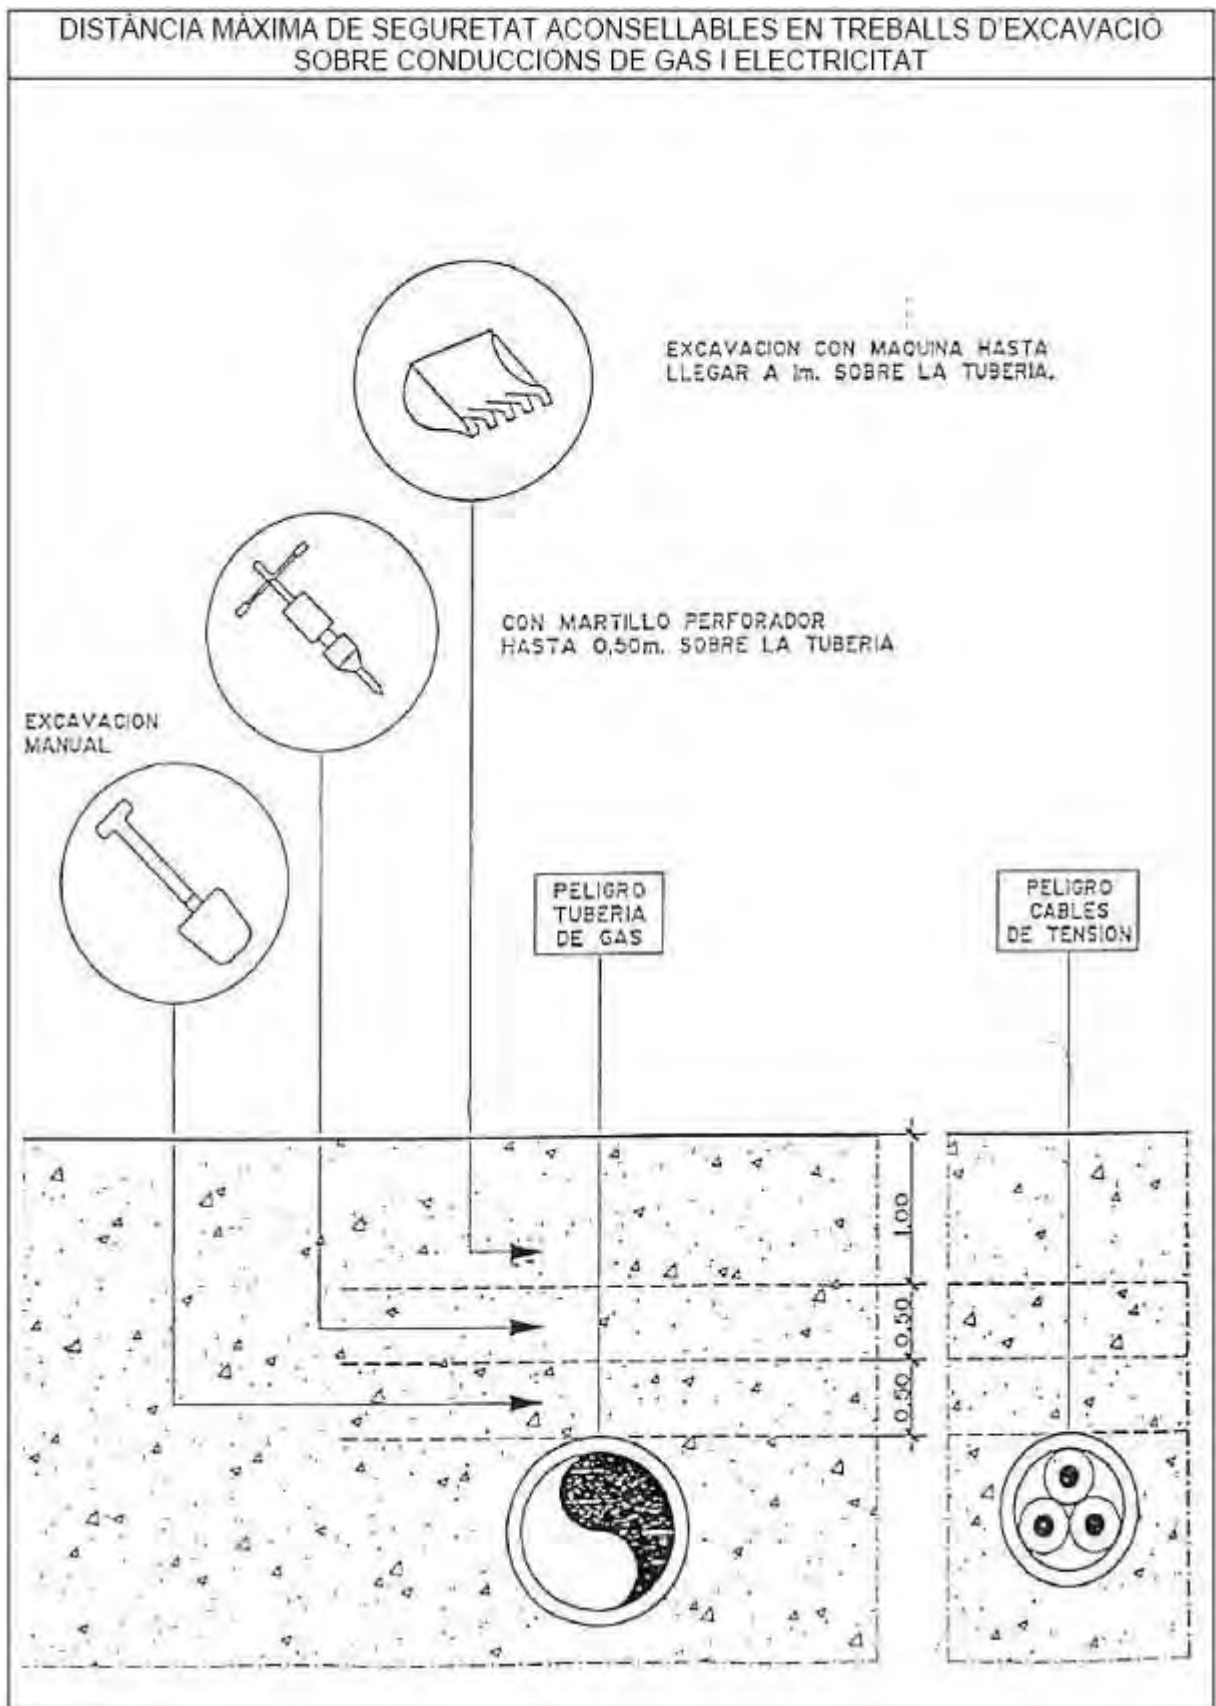 DISTÀNCIA MÀXIMA DE SEGURETAT ACONSELLABLES EN TREBALLS D'EXCAVACIÓ
SOBRE CONDUCCIONS DE GAS I ELECTRICITAT
EXCAVACION CON MAQUINA HASTA
LLEGAR A 1m. SOBRE LA TUBERIA.
CON MARTILLO PERFORADOR
HASTA 0,50m. SOBRE LA TUBERIA
EXCAVACION
MANUAL
PELIGRO
TUBERIA
DE GAS
PELIGRO
CABLES
DE TENSION
1,00
0,50
0,50